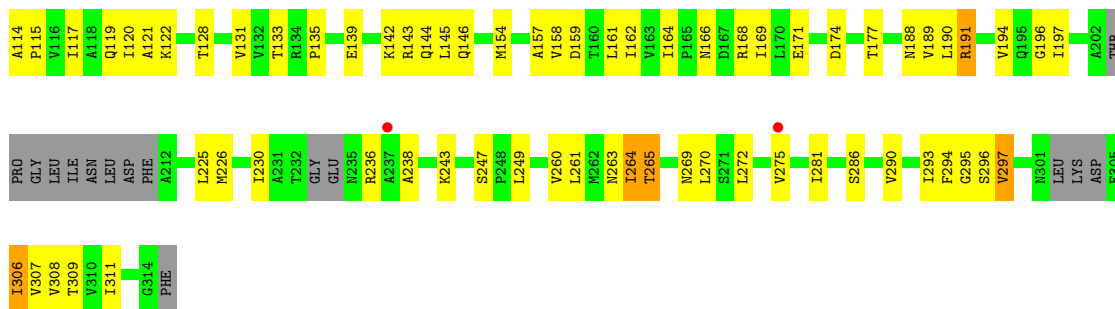 A114 P115 V116 I117 A118 Q119 I120 A121 K122 T128 V131 V132 T133 R134 P135 E139 K142 R143 Q144 L145 Q146 M154 A157 V158 D159 T160 L161 I162 V163 I164 P165 N166 D167 R168 I169 L170 E171 D174 T177 N188 V189 L190 R191 V194 Q195 G196 I197 A202 THR
PRO GLY LEU ILE ASN LEU ASP PHE A212 L225 M226 I230 A231 T232 GLY GLU N235 R236 A237 A238 K243 S247 P248 L249 V260 L261 M262 N263 I264 T265 N269 L270 S271 L272 V275 I281 S286 V290 I293 F294 G295 S296 V297 N301 LEU LYS ASP E305
I306 V307 V308 T309 V310 I311 G314 PHE